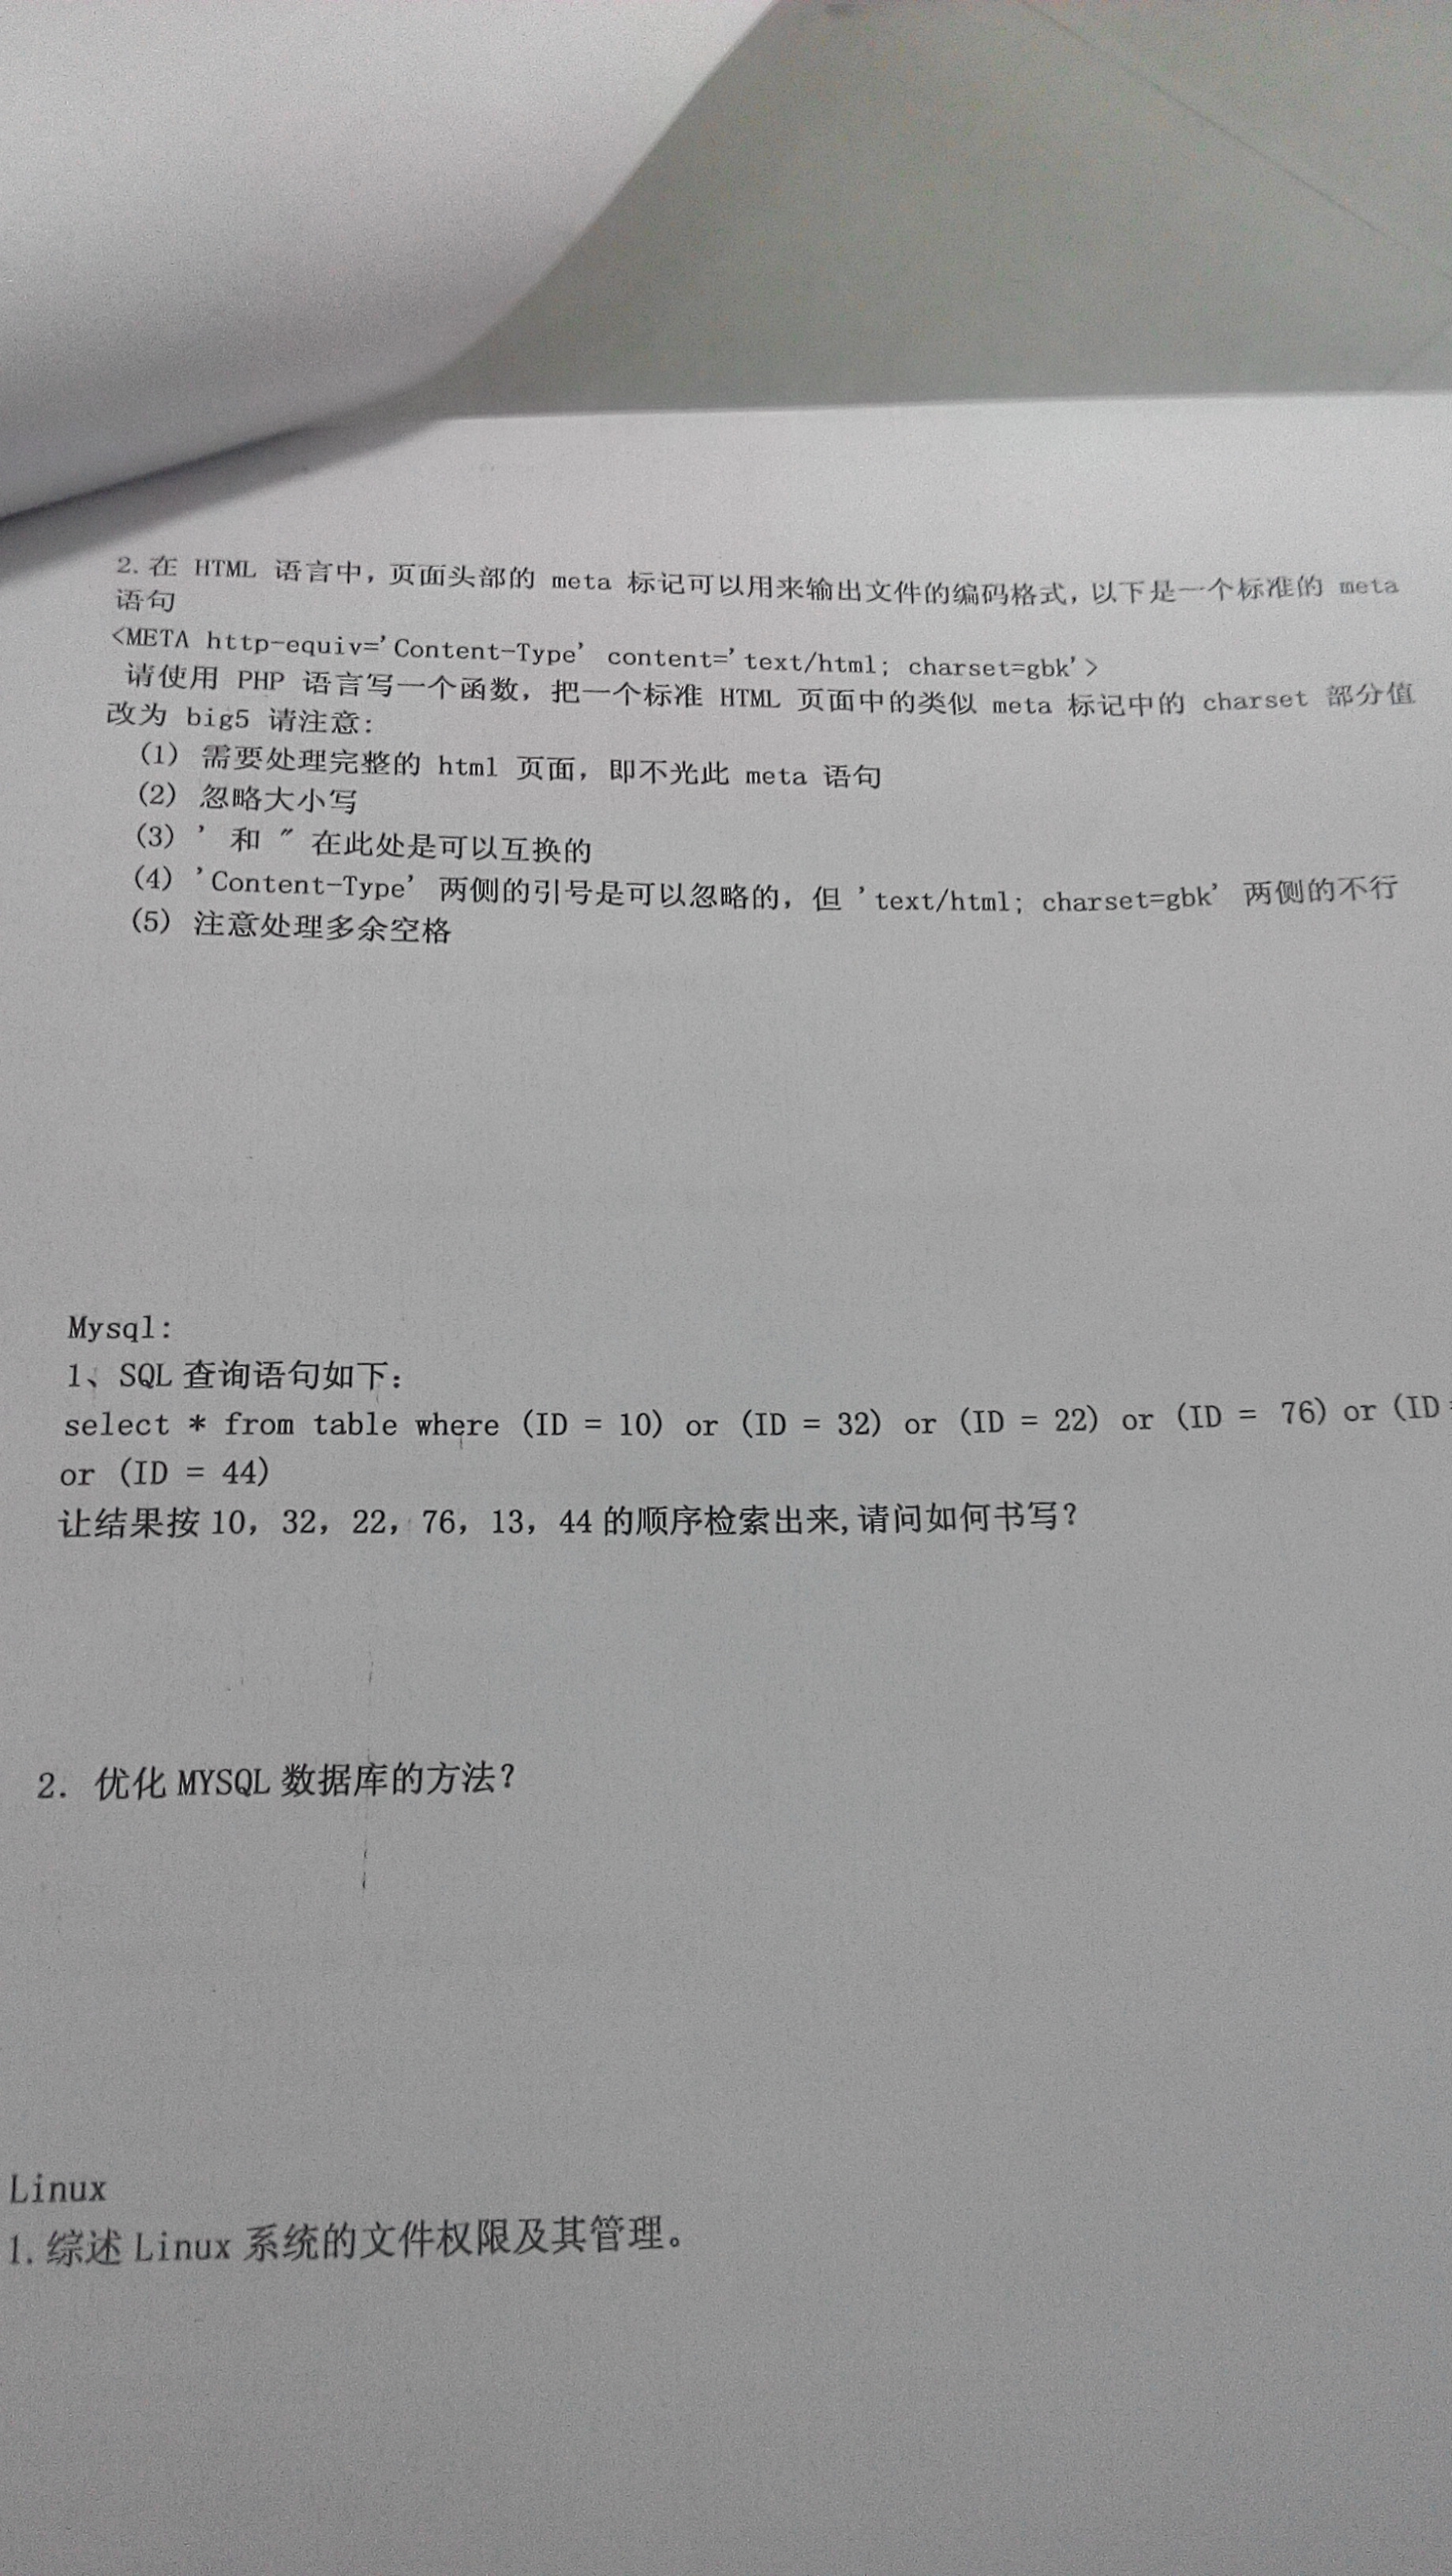 2. 在 HTML 语言中，页面头部的 meta 标记可以用来输出文件的编码格式，以下是一个标准的 meta
语句
<META http-equiv='Content-Type' content='text/html; charset=gbk'>
请使用 PHP 语言写一个函数，把一个标准 HTML 页面中的类似 meta 标记中的 charset 部分值
改为 big5 请注意：
(1) 需要处理完整的 html 页面，即不光此 meta 语句
(2) 忽略大小写
(3) ' 和 " 在此处是可以互换的
(4) 'Content-Type' 两侧的引号是可以忽略的，但 'text/html; charset=gbk' 两侧的不行
(5) 注意处理多余空格
Mysql:
1、SQL 查询语句如下：
select * from table where (ID = 10) or (ID = 32) or (ID = 22) or (ID = 76) or (ID =
or (ID = 44)
让结果按 10，32，22，76，13，44 的顺序检索出来,请问如何书写？
2. 优化 MYSQL 数据库的方法？
Linux
1. 综述 Linux 系统的文件权限及其管理。